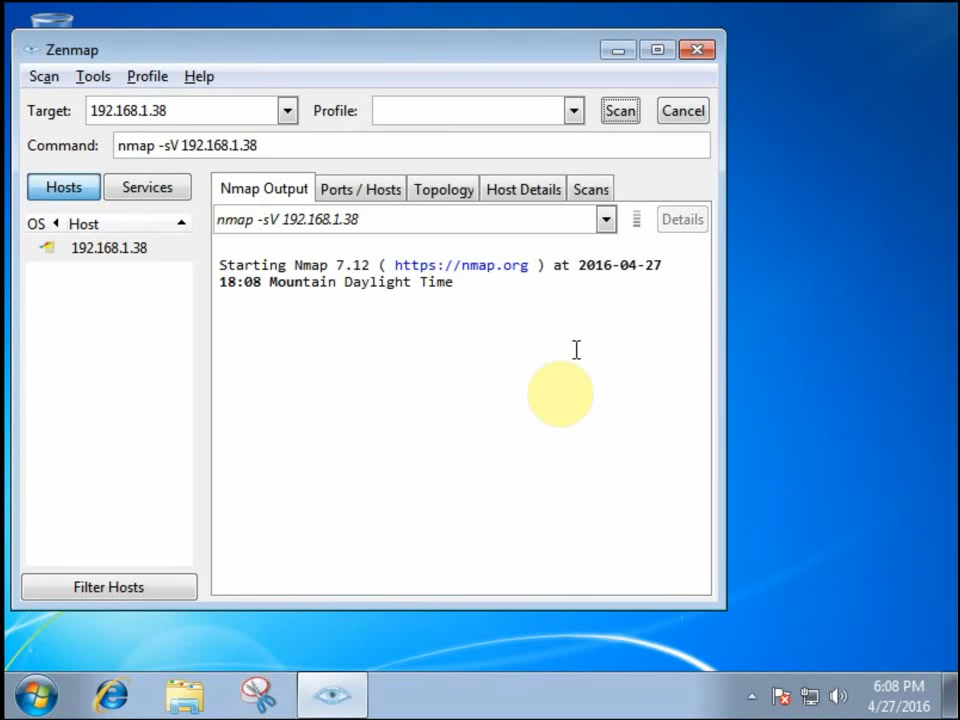 Zenmap
Scan Tools Profile Help
Target: 192.168.1.38 Profile: Scan Cancel
Command: nmap -sV 192.168.1.38
Hosts Services Nmap Output Ports / Hosts Topology Host Details Scans
nmap -sV 192.168.1.38 Details
OS Host
192.168.1.38
Starting Nmap 7.12 ( https://nmap.org ) at 2016-04-27
18:08 Mountain Daylight Time
Filter Hosts
6:08 PM
4/27/2016